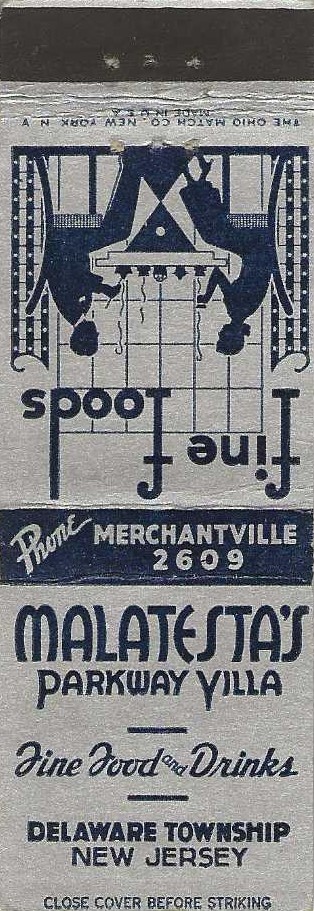 THE OHIO MATCH CO. NEW YORK N Y
MADE IN U.S.A.
fine
foods
Phone MERCHANTVILLE
2609
MALATESTA'S
PARKWAY VILLA
Fine Food and Drinks
DELAWARE TOWNSHIP
NEW JERSEY
CLOSE COVER BEFORE STRIKING